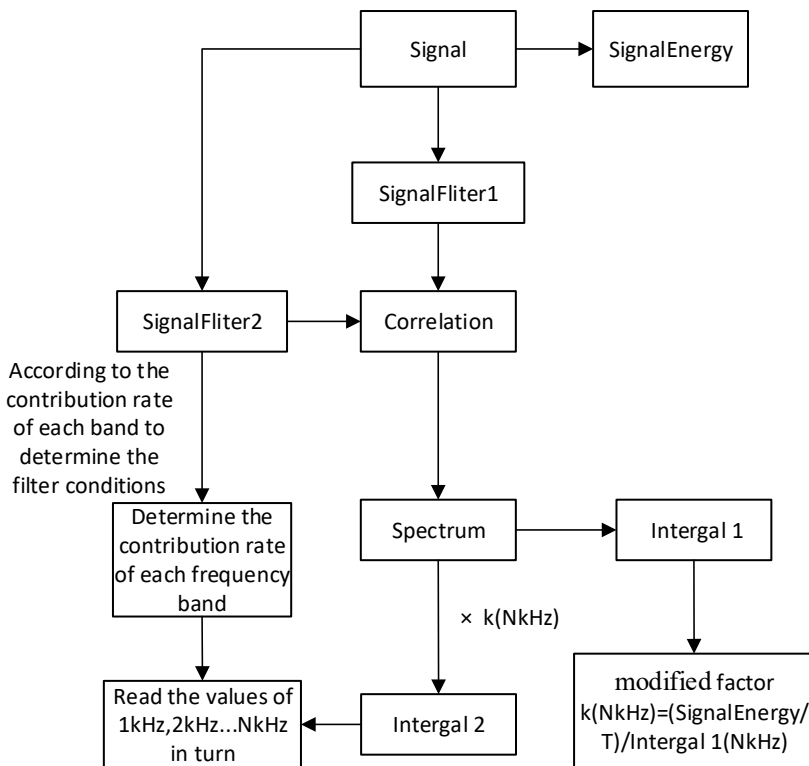 Signal
SignalEnergy
SignalFliter1
SignalFliter2
Correlation
According to the
contribution rate
of each band to
determine the
filter conditions
Determine the
contribution rate
of each frequency
band
Spectrum
Intergal 1
× k(NkHz)
Read the values of
1kHz,2kHz...NkHz
in turn
Intergal 2
modified factor
k(NkHz)=(SignalEnergy/
T)/Intergal 1(NkHz)